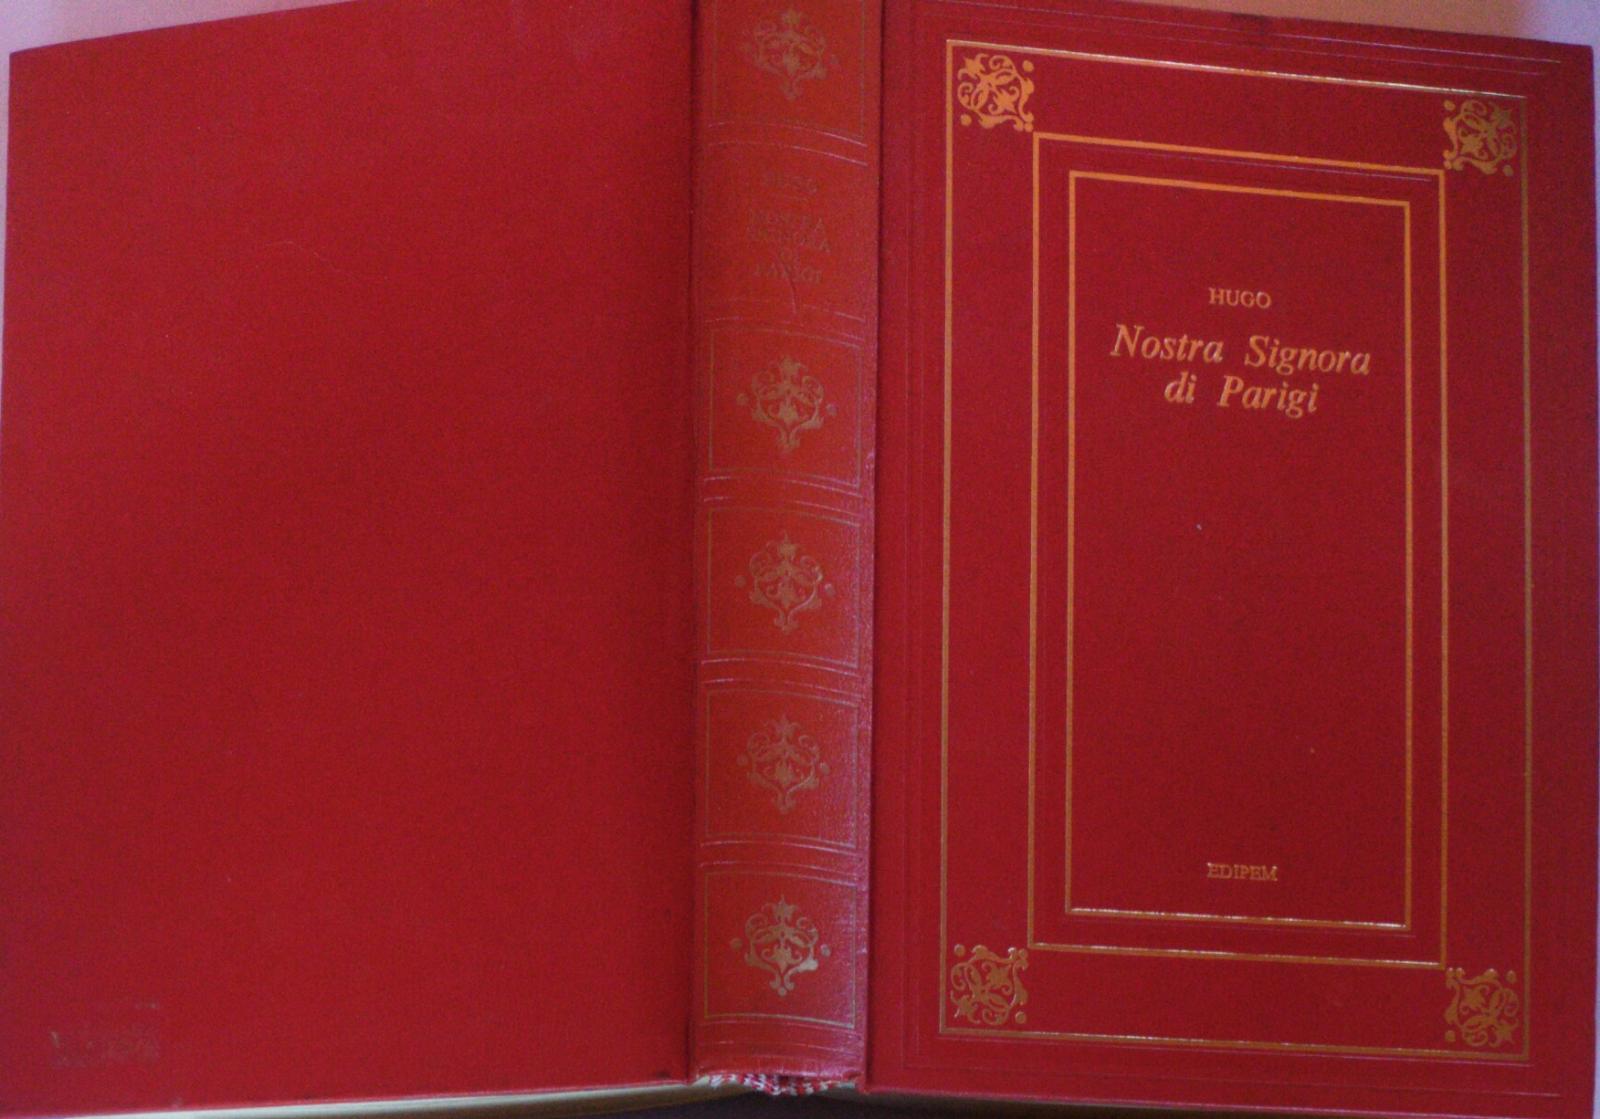 HUGO
NOSTRA
SIGNORA
DI
PARIGI
HUGO
Nostra Signora
di Parigi
EDIPEM